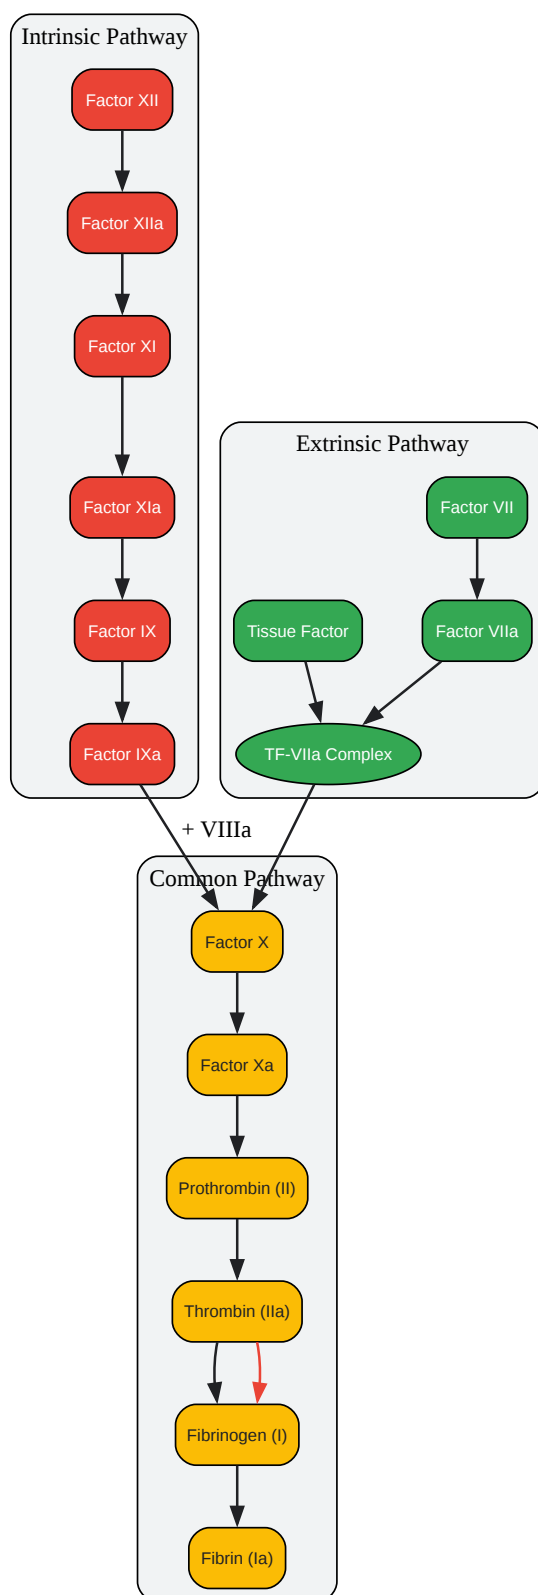 Intrinsic Pathway
Factor XII
Factor XIIa
Factor XI
Factor XIa
Factor IX
Factor IXa
Extrinsic Pathway
Factor VII
Tissue Factor
Factor VIIa
TF-VIIa Complex
+ VIIIa
Common Pathway
Factor X
Factor Xa
Prothrombin (II)
Thrombin (IIa)
Fibrinogen (I)
Fibrin (Ia)